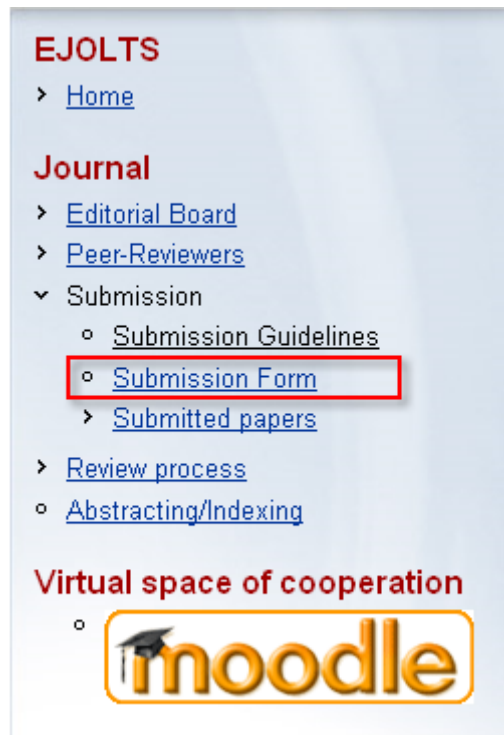 EJOLTS
Home
Journal
Editorial Board
Peer-Reviewers
Submission
Submission Guidelines
Submission Form
Submitted papers
Review process
Abstracting/Indexing
Virtual space of cooperation
moodle